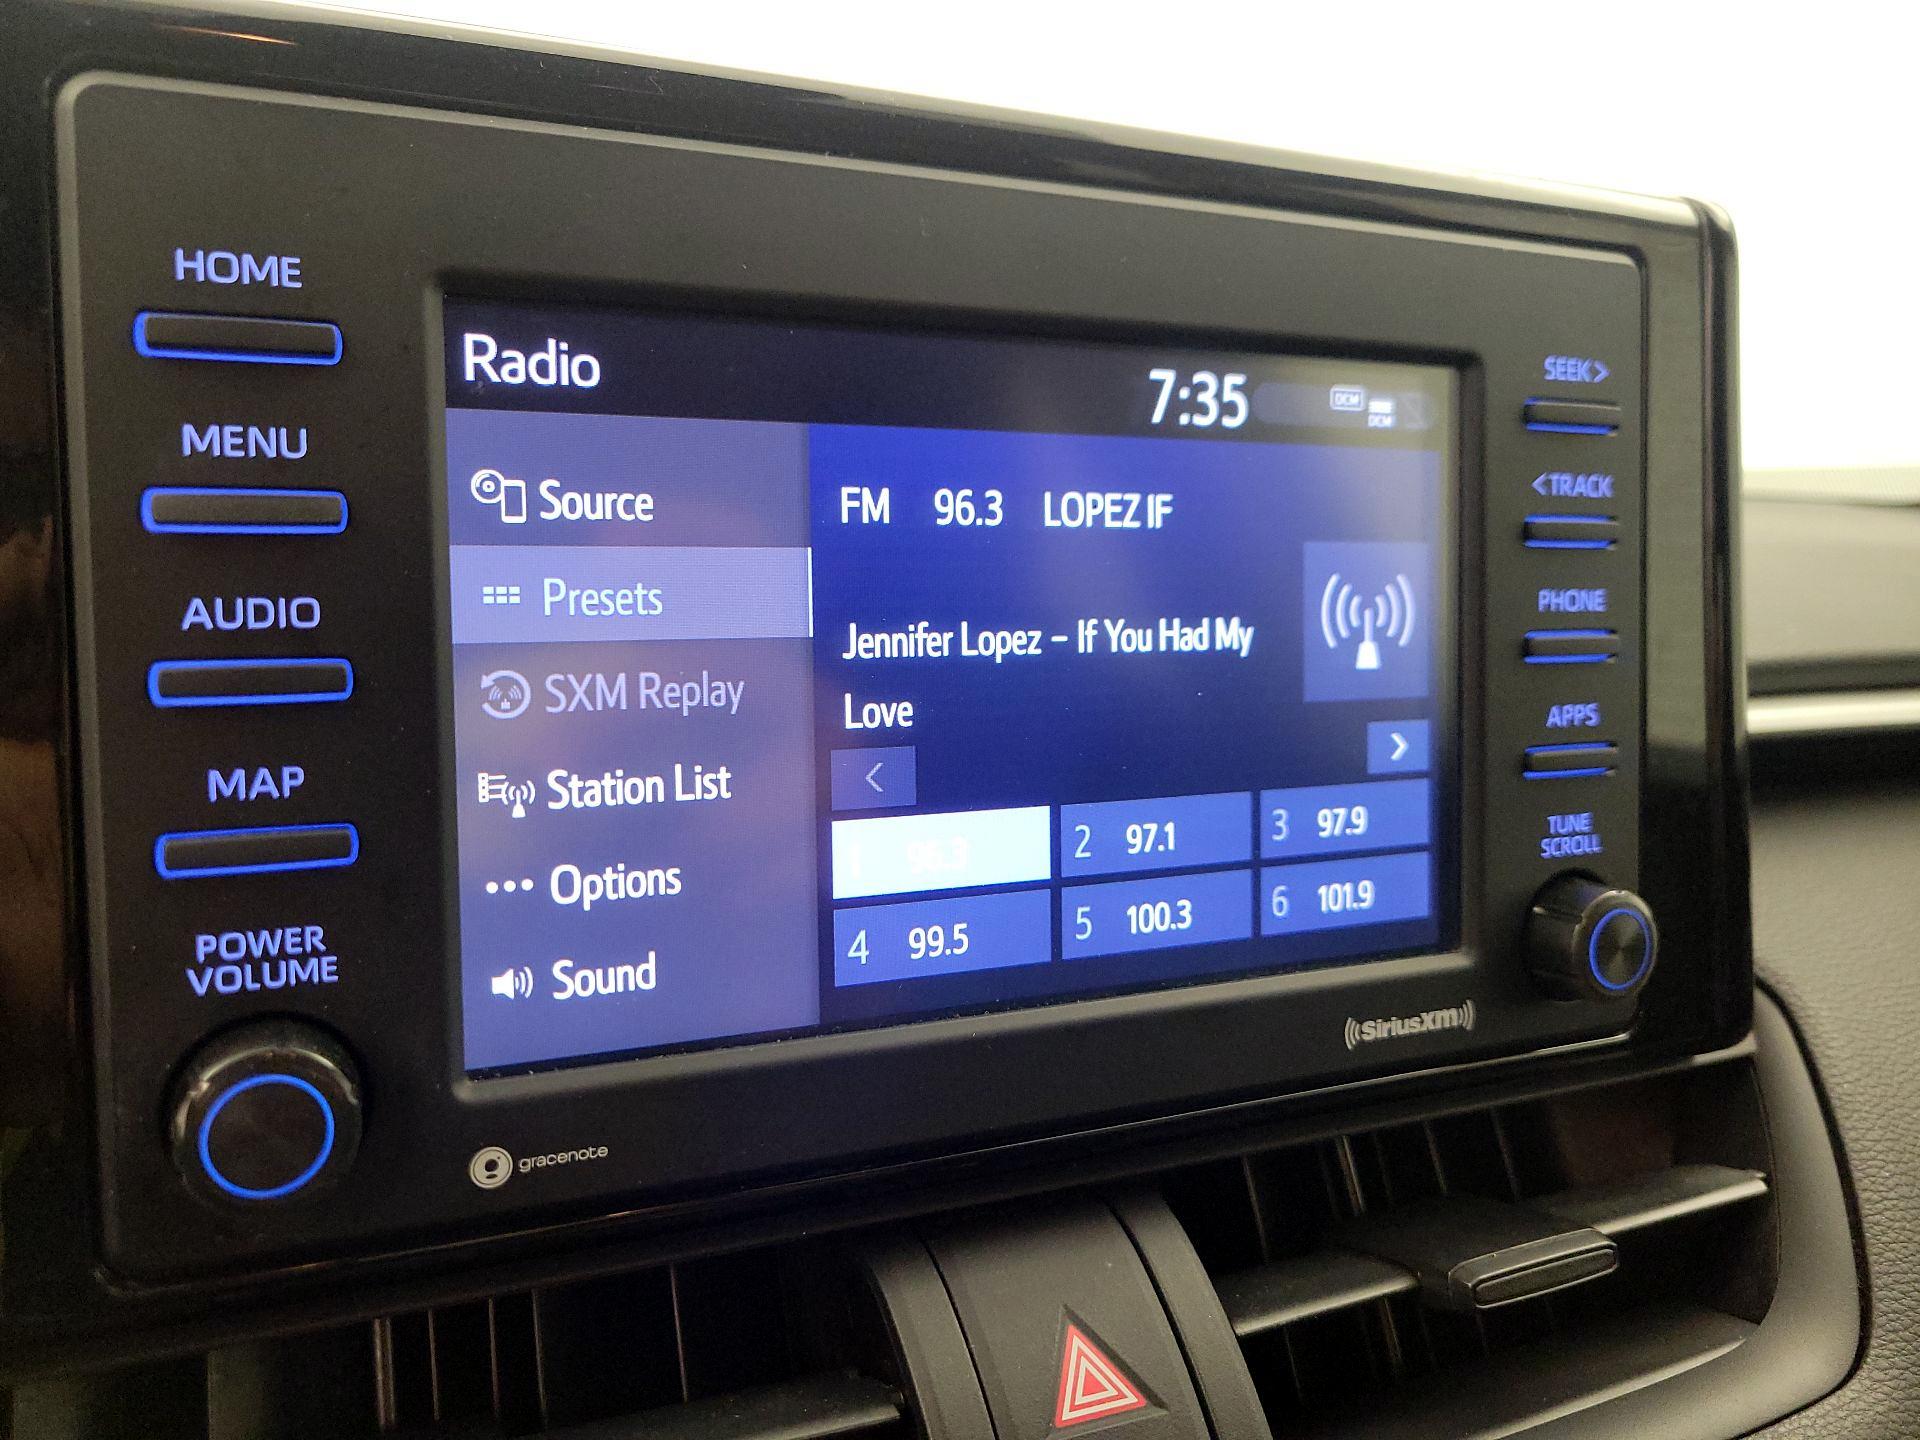 HOME
MENU
AUDIO
MAP
POWER
VOLUME
Radio
7:35
DCM
DCM
Source
Presets
SXM Replay
Station List
Options
Sound
FM 96.3 LOPEZ IF
Jennifer Lopez – If You Had My
Love
<
>
1 96.3
2 97.1
3 97.9
4 99.5
5 100.3
6 101.9
SEEK>
<TRACK
PHONE
APPS
TUNE
SCROLL
gracenote
((SiriusXM))